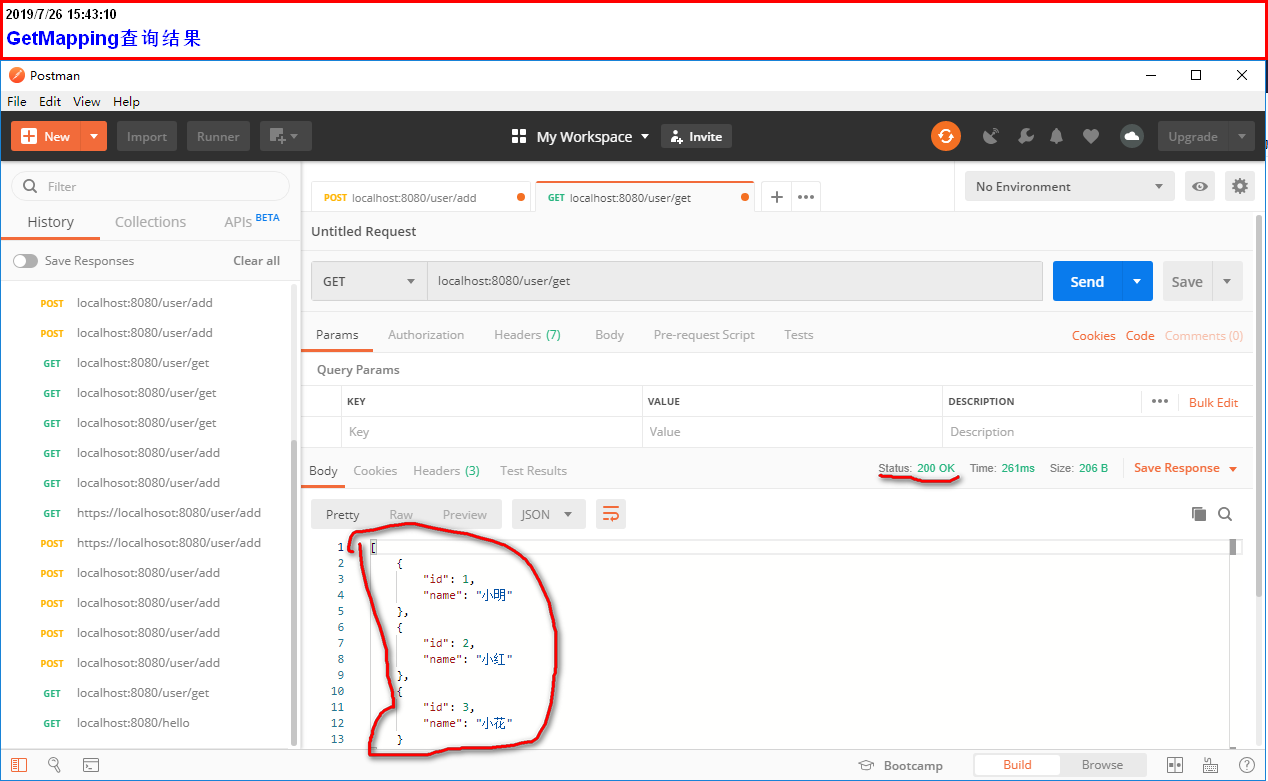 2019/7/26 15:43:10
GetMapping查询结果
Postman
File Edit View Help
New Import Runner My Workspace Invite Upgrade
Filter
History Collections APIs BETA
Save Responses Clear all
POST localhost:8080/user/add
POST localhost:8080/user/add
GET localhost:8080/user/get
GET localhosot:8080/user/get
GET localhosot:8080/user/get
GET localhosot:8080/user/add
GET localhosot:8080/user/add
GET https://localhosot:8080/user/add
POST https://localhosot:8080/user/add
POST localhosot:8080/user/add
POST localhosot:8080/user/add
POST localhosot:8080/user/add
POST localhosot:8080/user/add
GET localhost:8080/user/get
GET localhost:8080/hello
POST localhost:8080/user/add GET localhost:8080/user/get No Environment
Untitled Request
GET localhost:8080/user/get Send Save
Params Authorization Headers (7) Body Pre-request Script Tests Cookies Code Comments (0)
Query Params
KEY VALUE DESCRIPTION Bulk Edit
Key Value Description
Body Cookies Headers (3) Test Results Status: 200 OK Time: 261ms Size: 206 B Save Response
Pretty Raw Preview JSON
1 [
2 {
3 "id": 1,
4 "name": "小明"
5 },
6 {
7 "id": 2,
8 "name": "小红"
9 },
10 {
11 "id": 3,
12 "name": "小花"
13 }
Bootcamp Build Browse